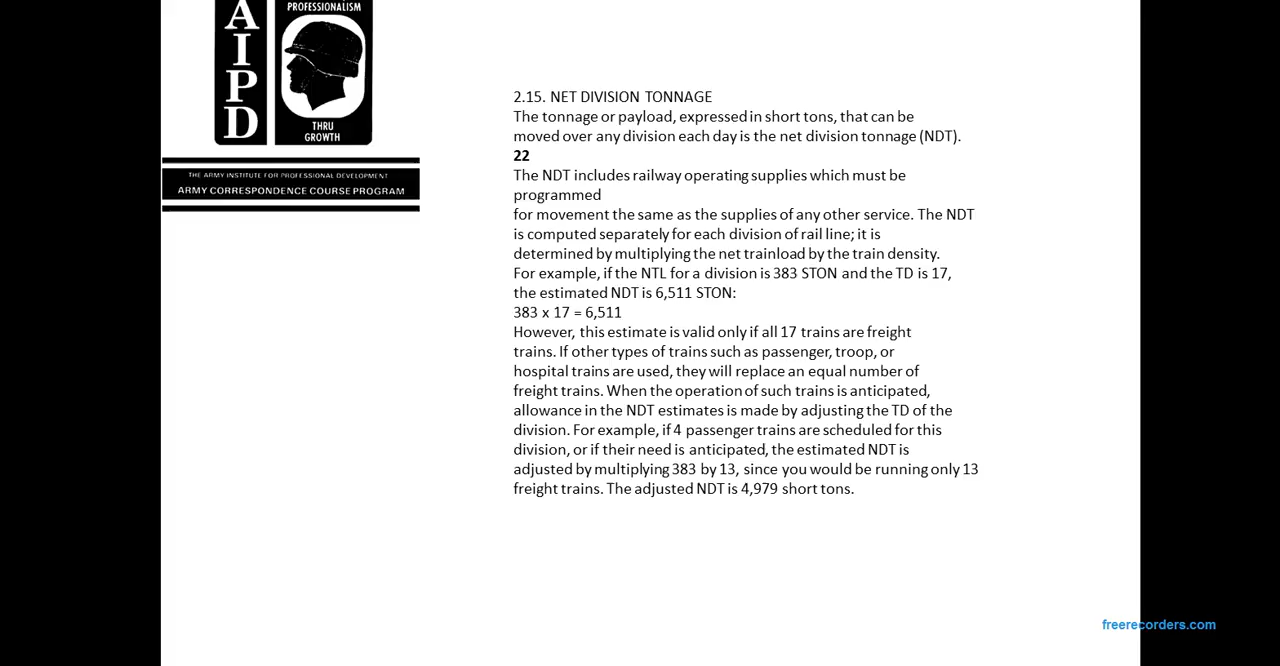 AIPD
PROFESSIONALISM
THRU
GROWTH
THE ARMY INSTITUTE FOR PROFESSIONAL DEVELOPMENT
ARMY CORRESPONDENCE COURSE PROGRAM
2.15. NET DIVISION TONNAGE
The tonnage or payload, expressed in short tons, that can be
moved over any division each day is the net division tonnage (NDT).
22
The NDT includes railway operating supplies which must be
programmed
for movement the same as the supplies of any other service. The NDT
is computed separately for each division of rail line; it is
determined by multiplying the net trainload by the train density.
For example, if the NTL for a division is 383 STON and the TD is 17,
the estimated NDT is 6,511 STON:
383 x 17 = 6,511
However, this estimate is valid only if all 17 trains are freight
trains. If other types of trains such as passenger, troop, or
hospital trains are used, they will replace an equal number of
freight trains. When the operation of such trains is anticipated,
allowance in the NDT estimates is made by adjusting the TD of the
division. For example, if 4 passenger trains are scheduled for this
division, or if their need is anticipated, the estimated NDT is
adjusted by multiplying 383 by 13, since you would be running only 13
freight trains. The adjusted NDT is 4,979 short tons.
freerecorders.com